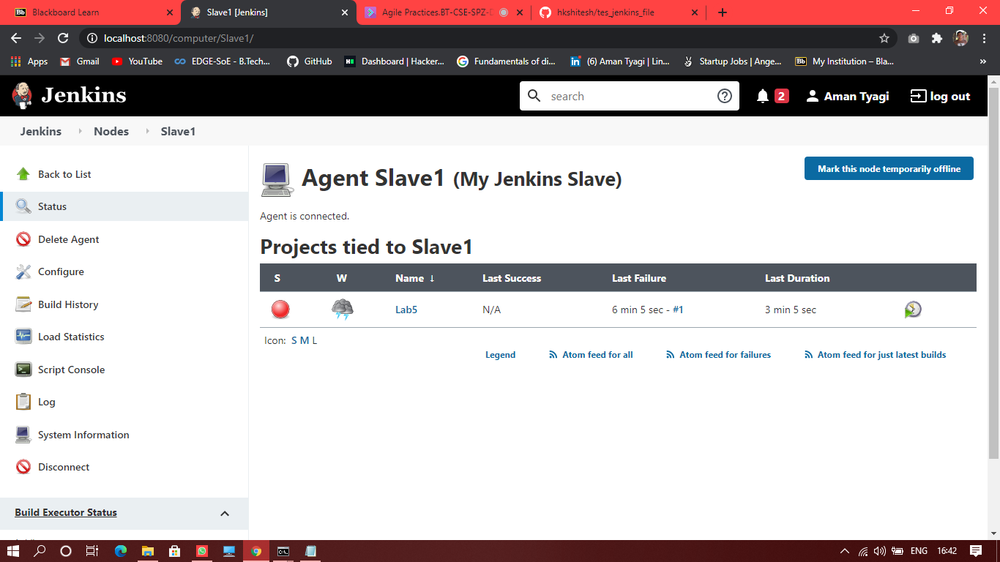 Blackboard Learn
Slave1 [Jenkins]
Agile Practices.BT-CSE-SPZ-
hkshitesh/tes_jenkins_file
localhost:8080/computer/Slave1/
Apps
Gmail
YouTube
EDGE-SoE - B.Tech...
GitHub
Dashboard | Hacker...
Fundamentals of di...
(6) Aman Tyagi | Lin...
Startup Jobs | Ange...
My Institution – Bla...
»
Jenkins
search
2
Aman Tyagi
log out
Jenkins
Nodes
Slave1
Back to List
Status
Delete Agent
Configure
Build History
Load Statistics
Script Console
Log
System Information
Disconnect
Build Executor Status
Agent Slave1 (My Jenkins Slave)
Mark this node temporarily offline
Agent is connected.
Projects tied to Slave1
S W Name ↓ Last Success Last Failure Last Duration
Lab5 N/A 6 min 5 sec - #1 3 min 5 sec
Icon: S M L
Legend
Atom feed for all
Atom feed for failures
Atom feed for just latest builds
ENG
16:42